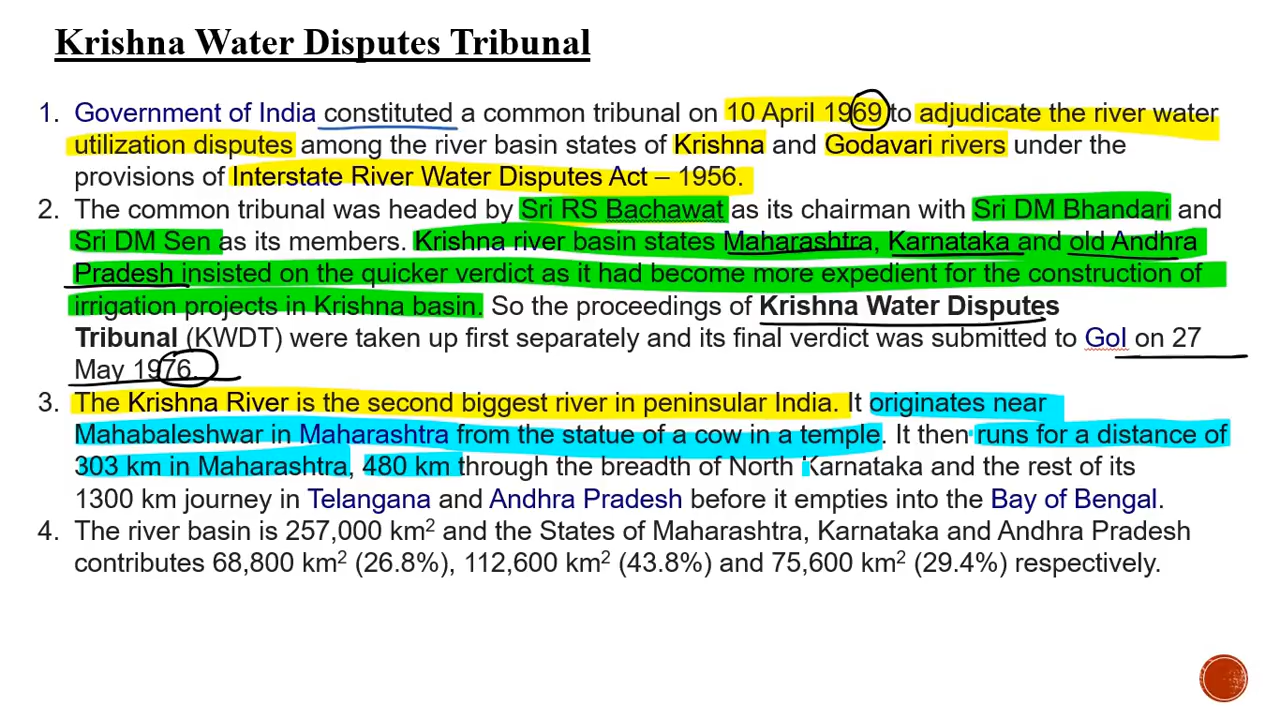 Krishna Water Disputes Tribunal
1. Government of India constituted a common tribunal on 10 April 1969 to adjudicate the river water
utilization disputes among the river basin states of Krishna and Godavari rivers under the
provisions of Interstate River Water Disputes Act – 1956.
2. The common tribunal was headed by Sri RS Bachawat as its chairman with Sri DM Bhandari and
Sri DM Sen as its members. Krishna river basin states Maharashtra, Karnataka and old Andhra
Pradesh insisted on the quicker verdict as it had become more expedient for the construction of
irrigation projects in Krishna basin. So the proceedings of Krishna Water Disputes
Tribunal (KWDT) were taken up first separately and its final verdict was submitted to GoI on 27
May 1976.
3. The Krishna River is the second biggest river in peninsular India. It originates near
Mahabaleshwar in Maharashtra from the statue of a cow in a temple. It then runs for a distance of
303 km in Maharashtra, 480 km through the breadth of North Karnataka and the rest of its
1300 km journey in Telangana and Andhra Pradesh before it empties into the Bay of Bengal.
4. The river basin is 257,000 km² and the States of Maharashtra, Karnataka and Andhra Pradesh
contributes 68,800 km² (26.8%), 112,600 km² (43.8%) and 75,600 km² (29.4%) respectively.